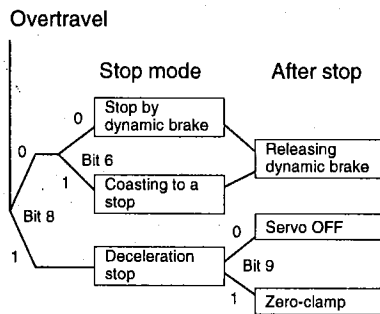 Overtravel
Stop mode
After stop
0
Stop by
dynamic brake
0
Bit 6
Releasing
dynamic brake
1
Coasting to a
stop
Bit 8
0
Servo OFF
1
Deceleration
stop
Bit 9
1
Zero-clamp